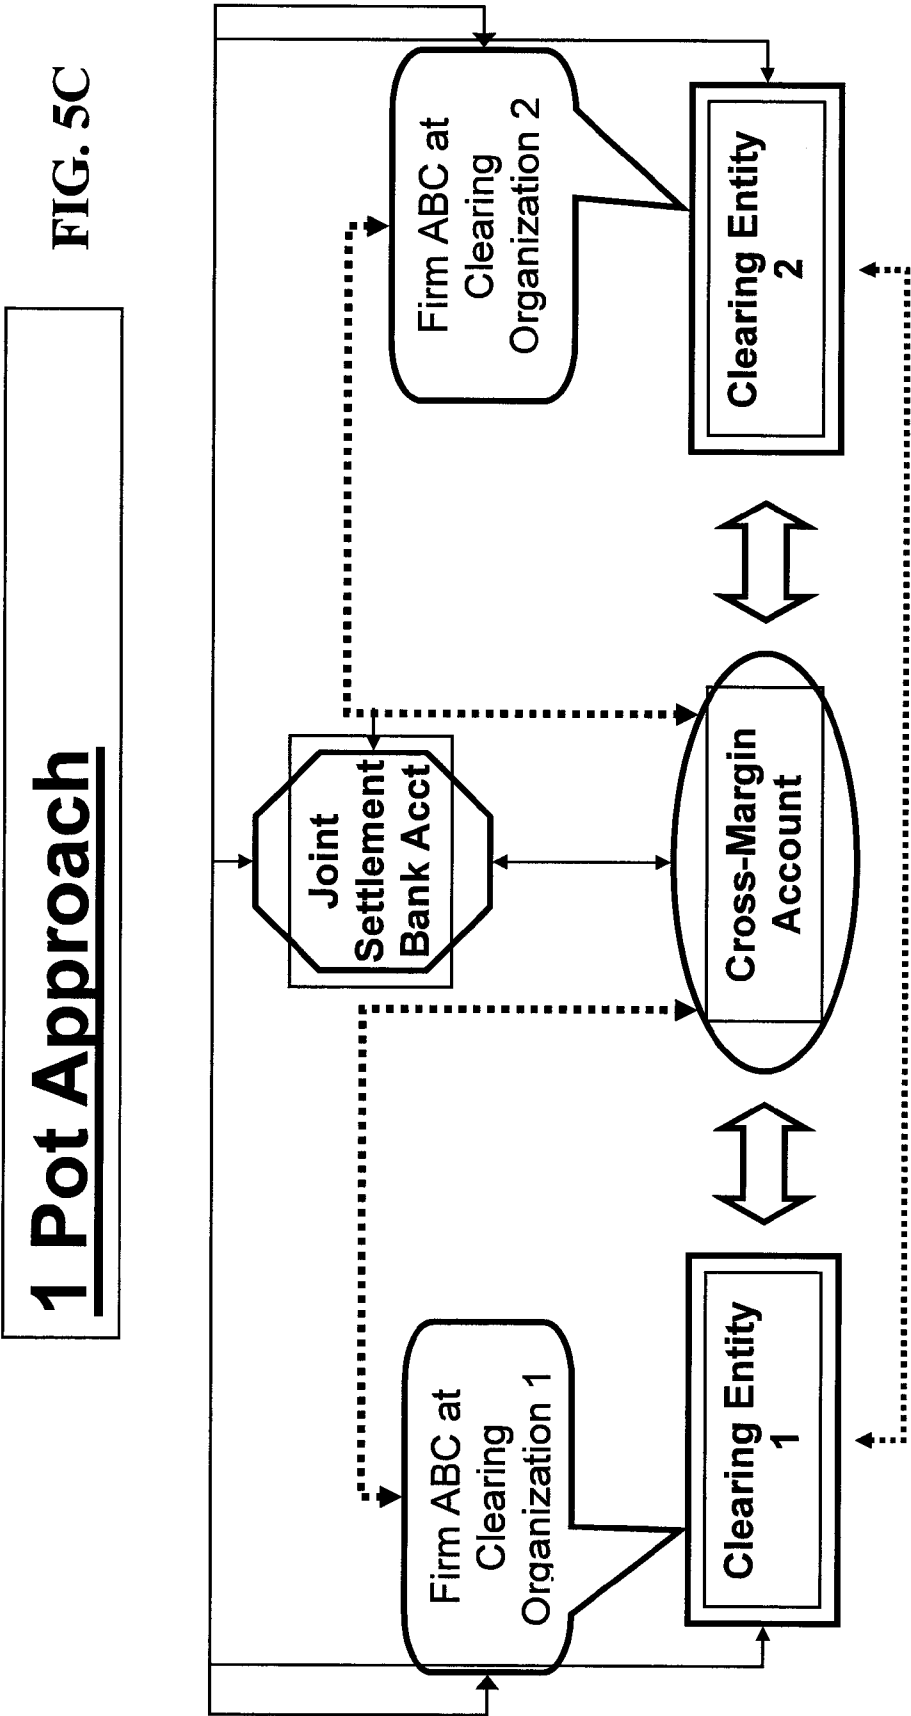 1 Pot Approach
FIG. 5C
Joint
Settlement
Bank Acct
Firm ABC at
Clearing
Organization 1
Firm ABC at
Clearing
Organization 2
Clearing Entity
1
Cross-Margin
Account
Clearing Entity
2